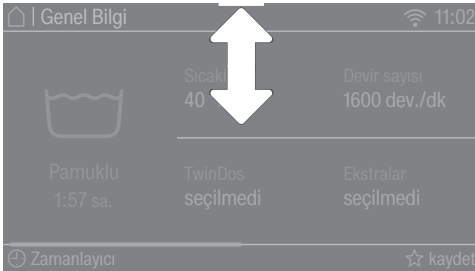 | Genel Bilgi 11:02
Devir sayısı
40 1600 dev./dk
Pamuklu TwinDos Ekstralar
1:57 sa. seçilmedi seçilmedi
Zamanlayıcı kaydet